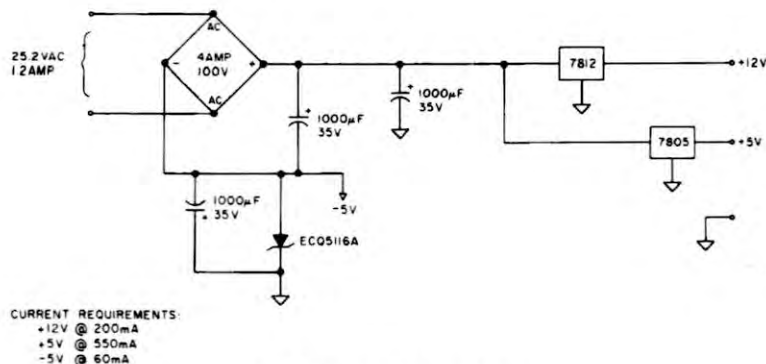 25.2VAC
1.2AMP
AC
4AMP
100V
-
+
AC
+
1000µF
35V
+
1000µF
35V
7812
+12V
7805
+5V
1000µF
+ 35V
-5V
ECQ5116A
CURRENT REQUIREMENTS:
+12V @ 200mA
+5V @ 550mA
-5V @ 60mA